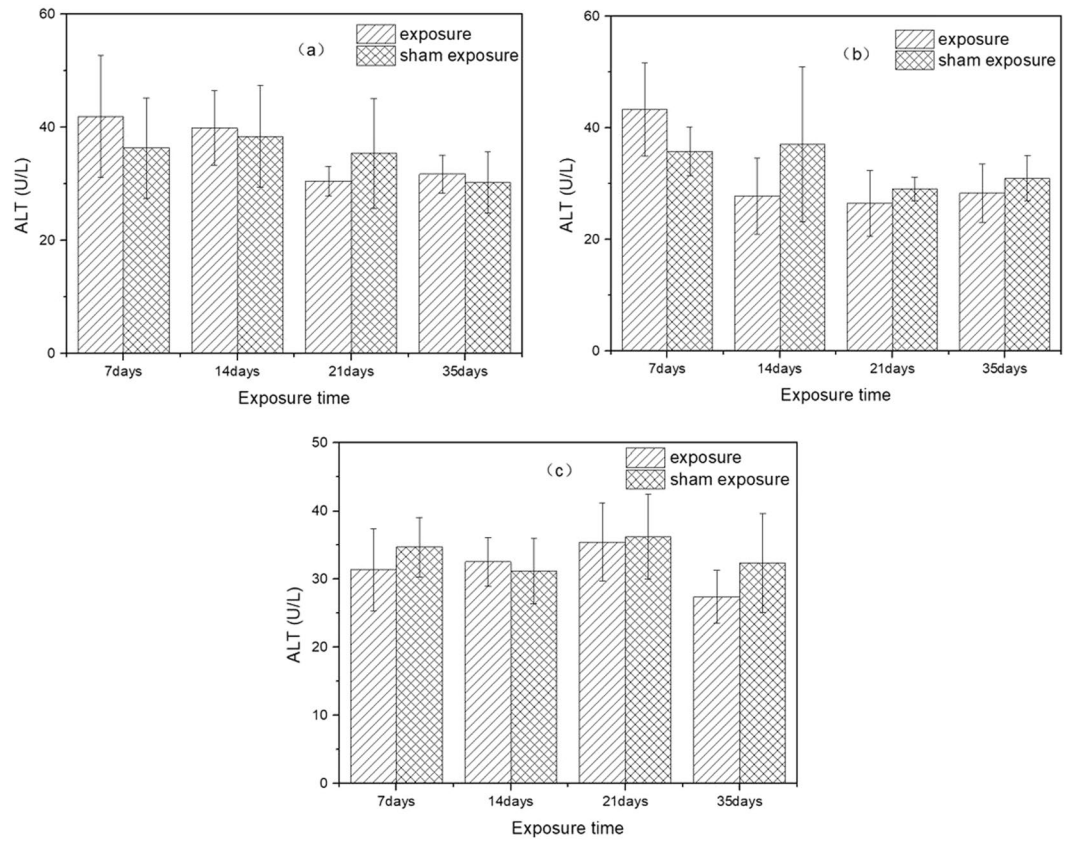 60
40
20
0
ALT (U/L)
（a）
exposure
sham exposure
7days 14days 21days 35days
Exposure time
60
40
20
0
ALT (U/L)
（b）
exposure
sham exposure
7days 14days 21days 35days
Exposure time
50
40
30
20
10
0
ALT (U/L)
（c）
exposure
sham exposure
7days 14days 21days 35days
Exposure time